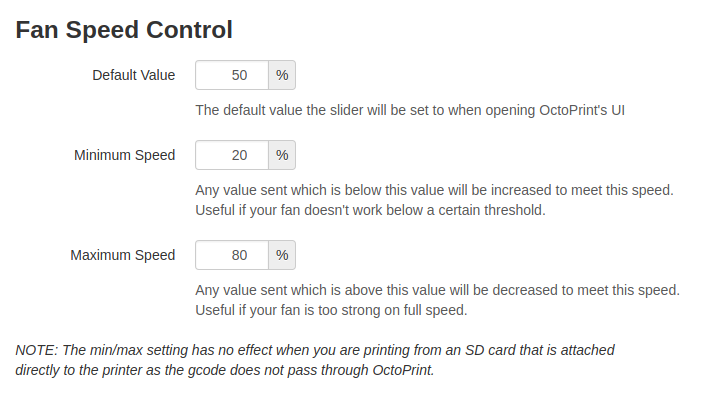 Fan Speed Control
Default Value 50 %
The default value the slider will be set to when opening OctoPrint's UI
Minimum Speed 20 %
Any value sent which is below this value will be increased to meet this speed.
Useful if your fan doesn't work below a certain threshold.
Maximum Speed 80 %
Any value sent which is above this value will be decreased to meet this speed.
Useful if your fan is too strong on full speed.
NOTE: The min/max setting has no effect when you are printing from an SD card that is attached
directly to the printer as the gcode does not pass through OctoPrint.